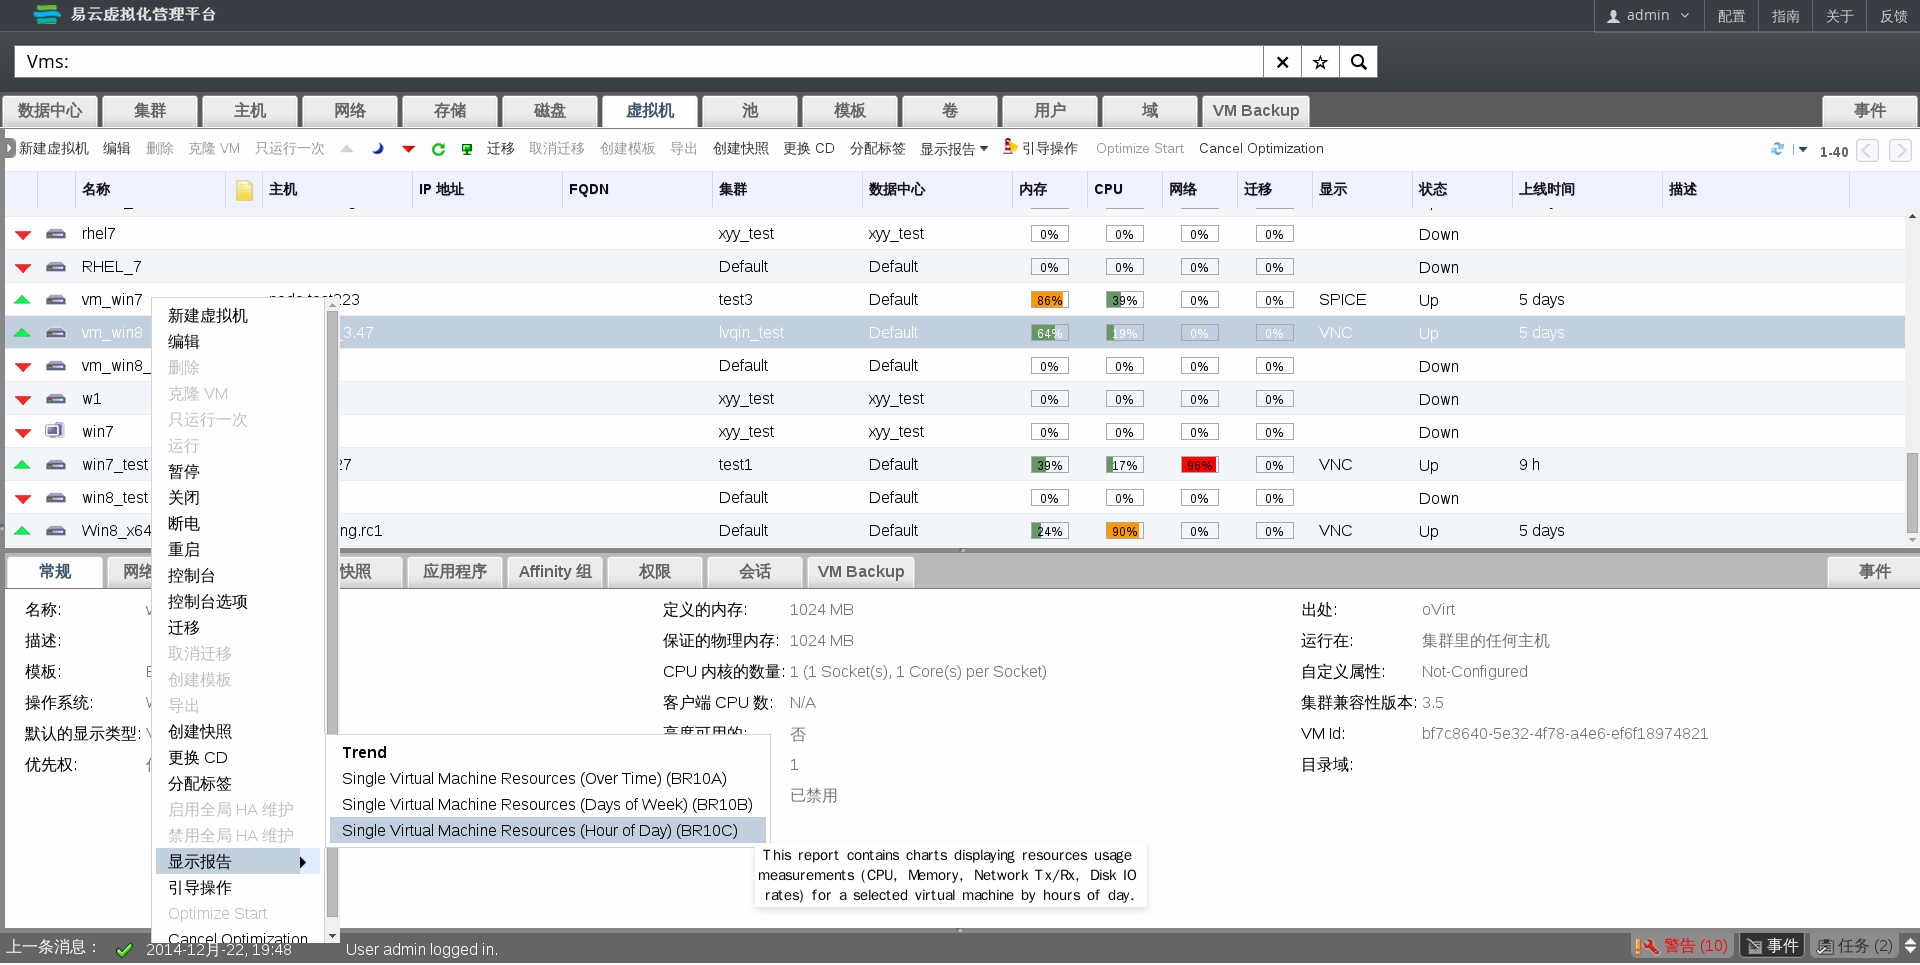 易云虚拟化管理平台
admin 配置 指南 关于 反馈
Vms:
数据中心 集群 主机 网络 存储 磁盘 虚拟机 池 模板 卷 用户 域 VM Backup 事件
新建虚拟机 编辑 删除 克隆 VM 只运行一次 迁移 取消迁移 创建模板 导出 创建快照 更换 CD 分配标签 显示报告 引导操作 Optimize Start Cancel Optimization 1-40
名称 主机 IP 地址 FQDN 集群 数据中心 内存 CPU 网络 迁移 显示 状态 上线时间 描述
rhel7 xyy_test xyy_test 0% 0% 0% 0% Down
RHEL_7 Default Default 0% 0% 0% 0% Down
vm_win7 test3 Default 86% 39% 0% 0% SPICE Up 5 days
vm_win8 3.47 lvqin_test Default 64% 19% 0% 0% VNC Up 5 days
vm_win8_ Default Default 0% 0% 0% 0% Down
w1 xyy_test xyy_test 0% 0% 0% 0% Down
win7 xyy_test xyy_test 0% 0% 0% 0% Down
win7_test 27 test1 Default 39% 17% 96% 0% VNC Up 9 h
win8_test Default Default 0% 0% 0% 0% Down
Win8_x64 ng.rc1 Default Default 24% 90% 0% 0% VNC Up 5 days
新建虚拟机
编辑
删除
克隆 VM
只运行一次
运行
暂停
关闭
断电
重启
控制台
控制台选项
迁移
取消迁移
创建模板
导出
创建快照
更换 CD
分配标签
启用全局 HA 维护
禁用全局 HA 维护
显示报告
引导操作
Optimize Start
Cancel Optimization
Trend
Single Virtual Machine Resources (Over Time) (BR10A)
Single Virtual Machine Resources (Days of Week) (BR10B)
Single Virtual Machine Resources (Hour of Day) (BR10C)
This report contains charts displaying resources usage
measurements (CPU, Memory, Network Tx/Rx, Disk IO
rates) for a selected virtual machine by hours of day.
常规 网络 快照 应用程序 Affinity 组 权限 会话 VM Backup 事件
名称:
描述:
模板:
操作系统:
默认的显示类型:
优先权:
定义的内存: 1024 MB
保证的物理内存: 1024 MB
CPU 内核的数量: 1 (1 Socket(s), 1 Core(s) per Socket)
客户端 CPU 数: N/A
高度可用的: 否
1
已禁用
出处: oVirt
运行在: 集群里的任何主机
自定义属性: Not-Configured
集群兼容性版本: 3.5
VM Id: bf7c8640-5e32-4f78-a4e6-ef6f18974821
目录域:
上一条消息： 2014-12月-22, 19:48 User admin logged in. 警告 (10) 事件 任务 (2)